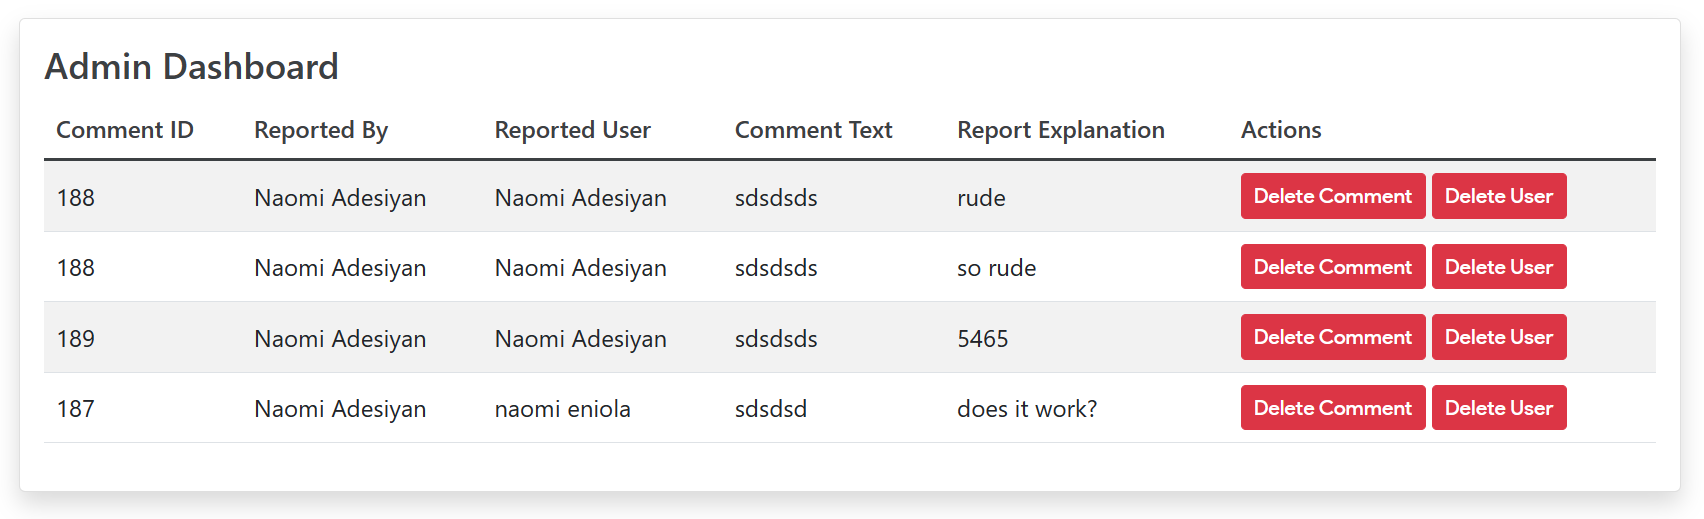 Admin Dashboard
Comment ID Reported By Reported User Comment Text Report Explanation Actions
188 Naomi Adesiyan Naomi Adesiyan sdsdsds rude Delete Comment Delete User
188 Naomi Adesiyan Naomi Adesiyan sdsdsds so rude Delete Comment Delete User
189 Naomi Adesiyan Naomi Adesiyan sdsdsds 5465 Delete Comment Delete User
187 Naomi Adesiyan naomi eniola sdsdsd does it work? Delete Comment Delete User